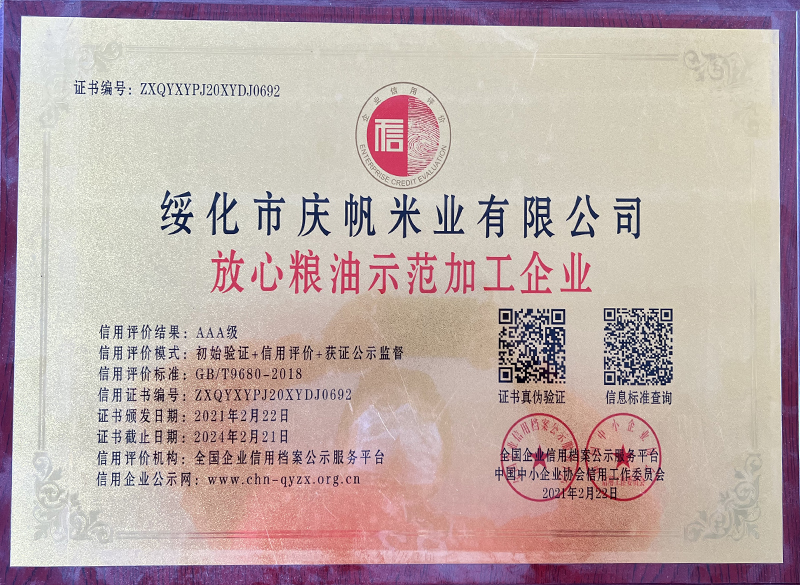 证书编号：ZXQYXYPJ20XYDJ0692
企业信用评价
信
ENTERPRISE CREDIT EVALUATION
绥化市庆帆米业有限公司
放心粮油示范加工企业
信用评价结果：AAA级
信用评价模式：初始验证+信用评价+获证公示监督
信用评价标准：GB/T9680-2018
信用证书编号：ZXQYXYPJ20XYDJ0692
证书颁发日期：2021年2月22日
证书截止日期：2024年2月21日
信用评价机构：全国企业信用档案公示服务平台
信用企业公示网：www.chn-qyzx.org.cn
证书真伪验证
信息标准查询
全国企业信用档案公示服务平台
中国中小企业协会信用工作委员会
2021年2月22日